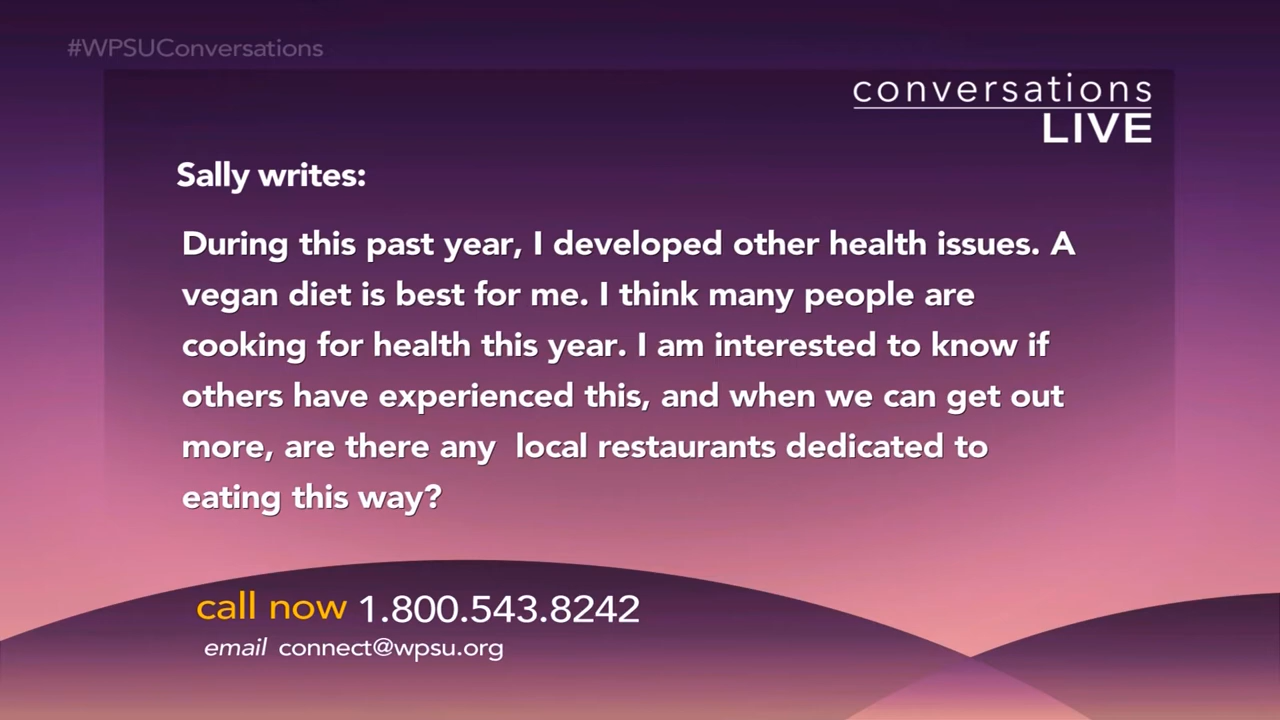 #WPSUConversations
conversations
LIVE
Sally writes:
During this past year, I developed other health issues. A
vegan diet is best for me. I think many people are
cooking for health this year. I am interested to know if
others have experienced this, and when we can get out
more, are there any  local restaurants dedicated to
eating this way?
call now 1.800.543.8242
email connect@wpsu.org